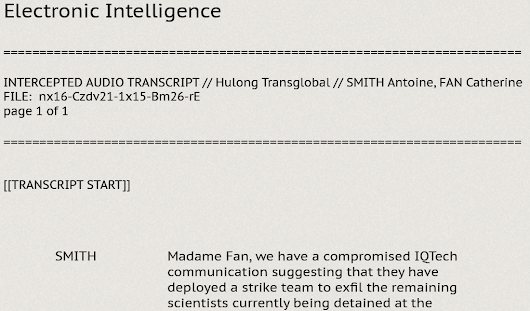 Electronic Intelligence
========================================================================
INTERCEPTED AUDIO TRANSCRIPT // Hulong Transglobal // SMITH Antoine, FAN Catherine
FILE:  nx16-Czdv21-1x15-Bm26-rE
page 1 of 1
========================================================================
[[TRANSCRIPT START]]
SMITH Madame Fan, we have a compromised IQTech
communication suggesting that they have
deployed a strike team to exfil the remaining
scientists currently being detained at the